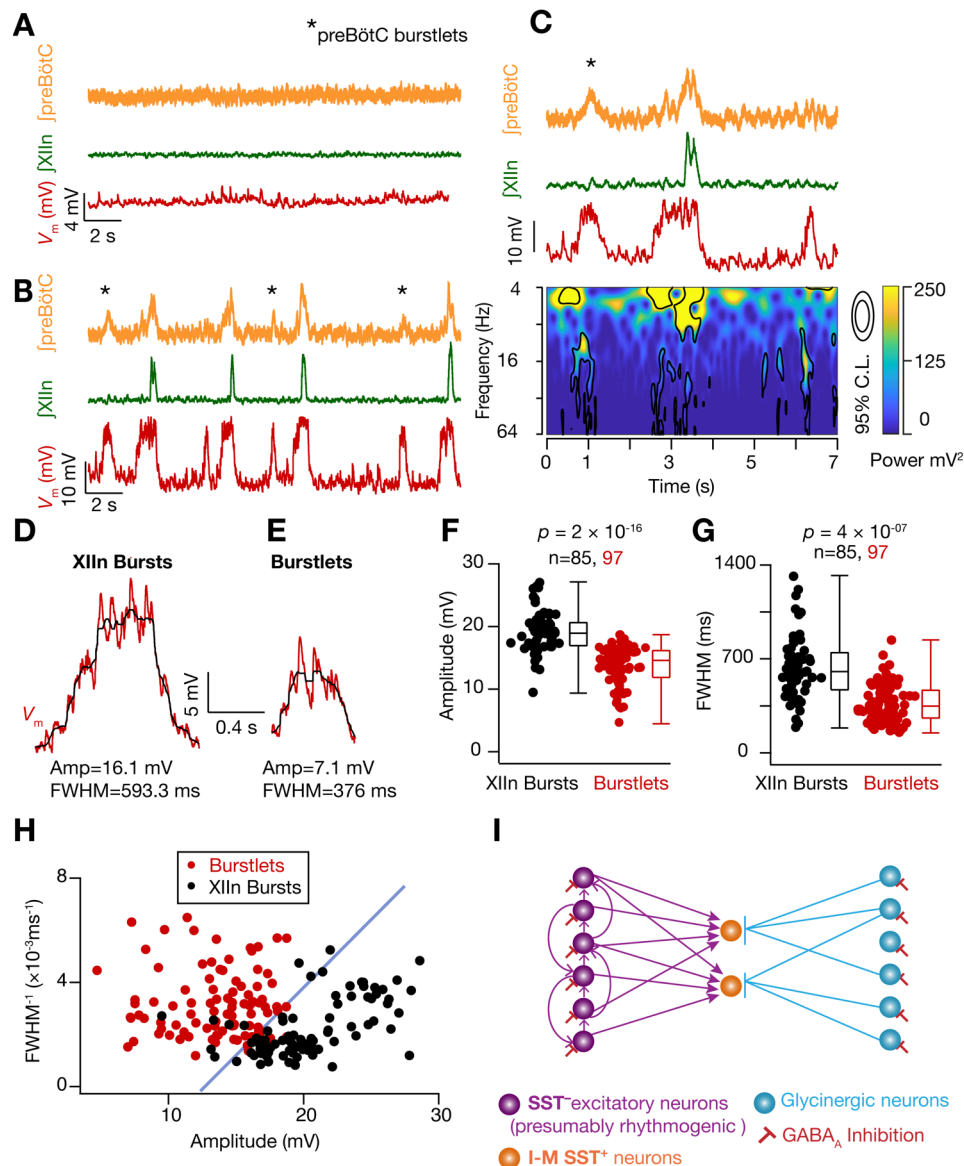 A
*preBötC burstlets
∫preBötC
∫XIIn
Vm (mV)
4 mV
2 s
B
* * *
∫preBötC
∫XIIn
Vm (mV)
10 mV
2 s
C
*
∫preBötC
∫XIIn
10 mV
Frequency (Hz)
4
16
64
0 1 3 5 7
Time (s)
95% C.L.
250
125
0
Power mV²
D
XIIn Bursts
Vm
Amp=16.1 mV
FWHM=593.3 ms
5 mV
0.4 s
E
Burstlets
Amp=7.1 mV
FWHM=376 ms
F
p = 2 × 10⁻¹⁶
n=85, 97
Amplitude (mV)
30
20
10
0
XIIn Bursts Burstlets
G
p = 4 × 10⁻⁰⁷
n=85, 97
FWHM (ms)
1400
700
0
XIIn Bursts Burstlets
H
Burstlets
XIIn Bursts
FWHM⁻¹ (×10⁻³ms⁻¹)
8
4
0
10 20 30
Amplitude (mV)
I
SST⁻excitatory neurons
(presumably rhythmogenic )
I-M SST⁺ neurons
Glycinergic neurons
GABA_A Inhibition